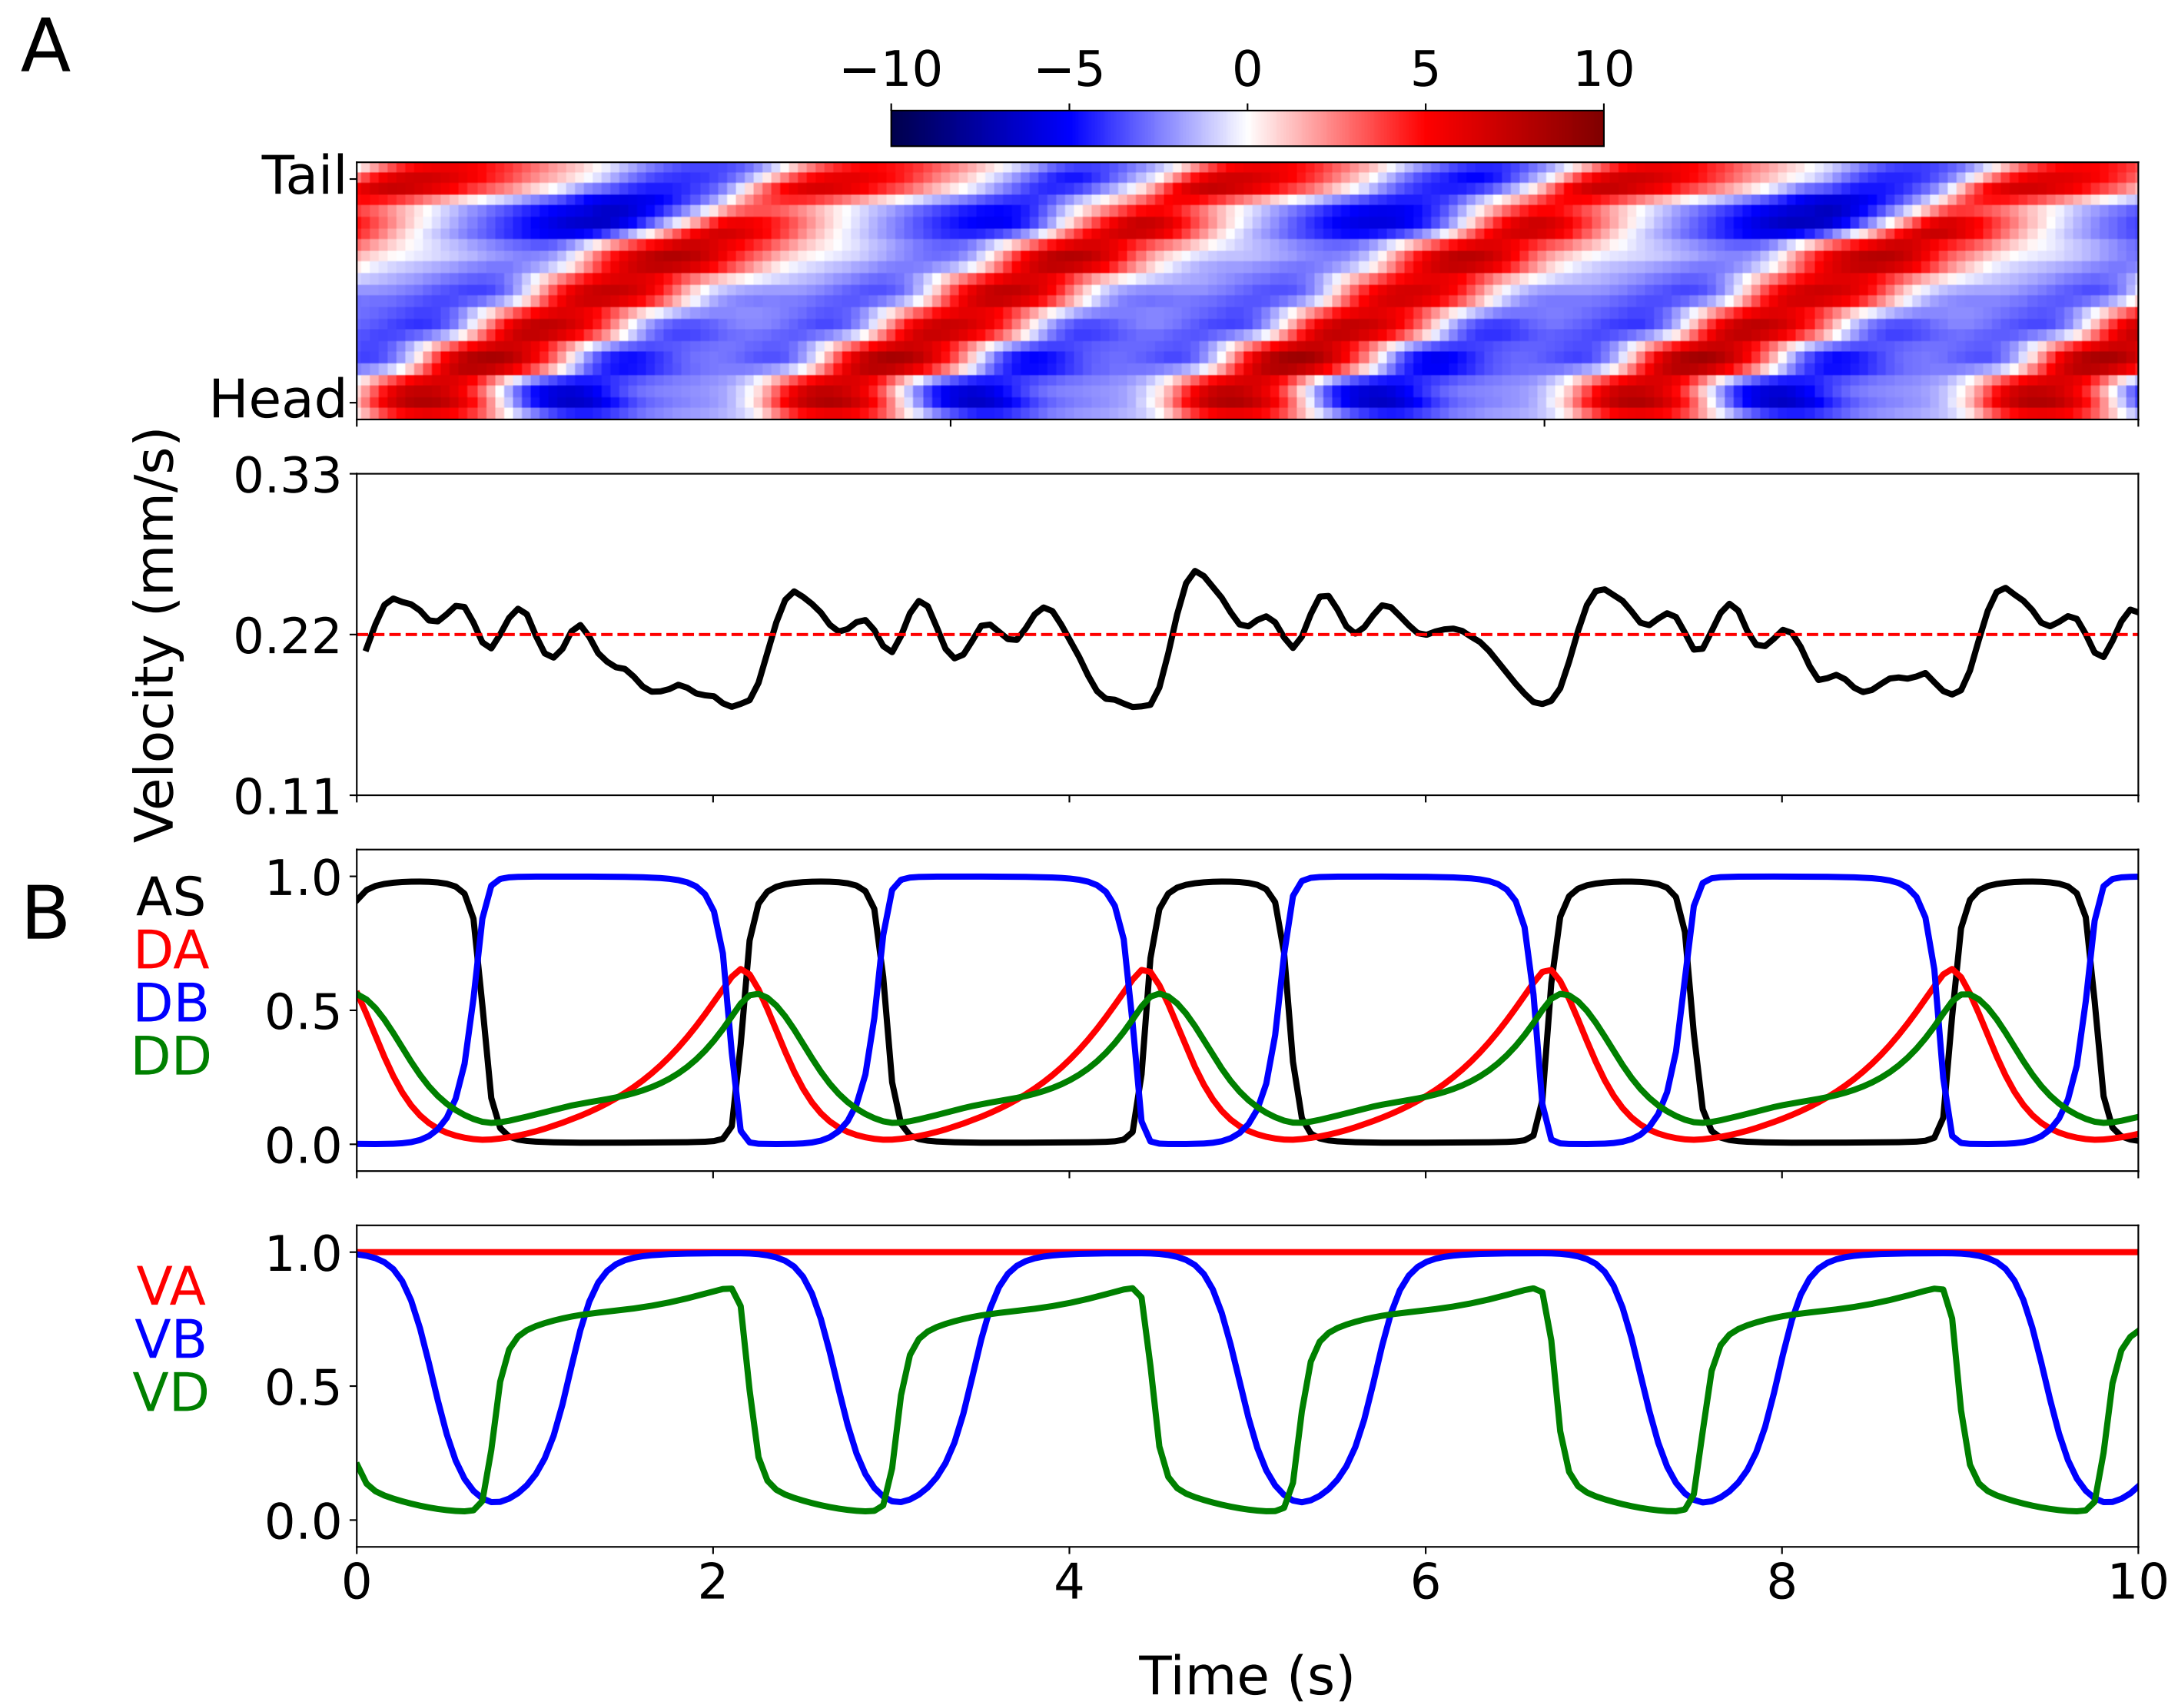 A
−10 −5 0 5 10
Tail
Head
Velocity (mm/s)
0.33
0.22
0.11
B
AS
DA
DB
DD
1.0
0.5
0.0
VA
VB
VD
1.0
0.5
0.0
0 2 4 6 8 10
Time (s)